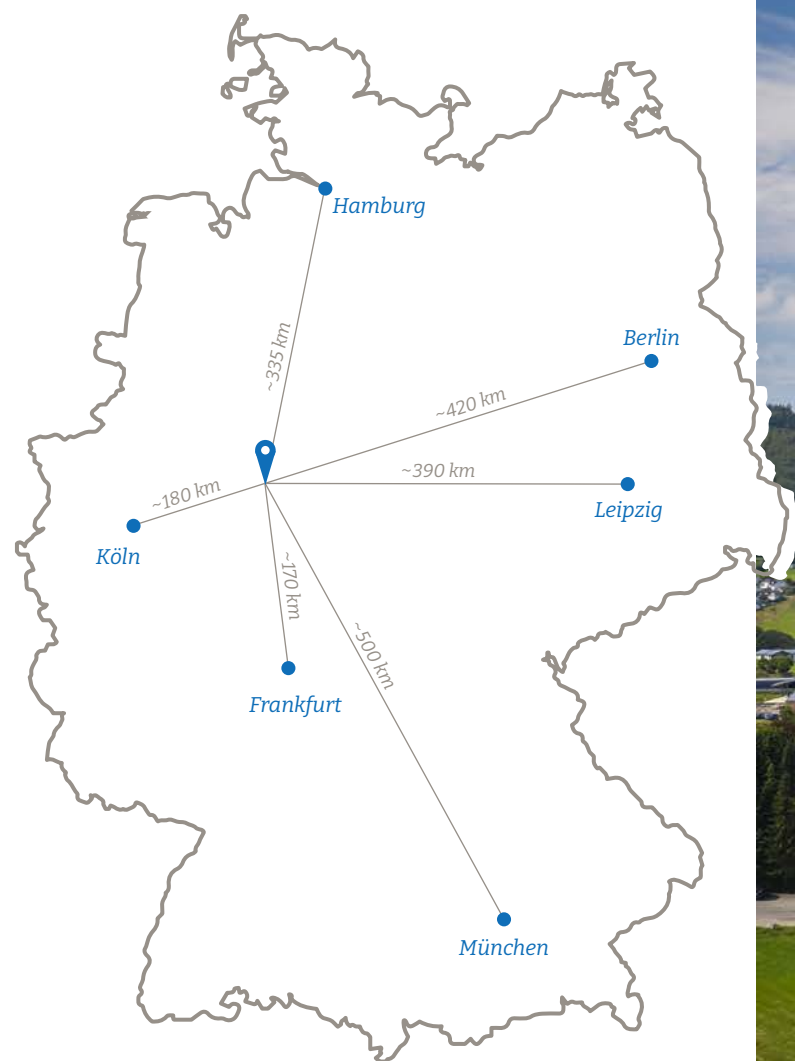 Hamburg
~335 km
Berlin
~420 km
~390 km
Leipzig
~180 km
Köln
~170 km
~500 km
Frankfurt
München